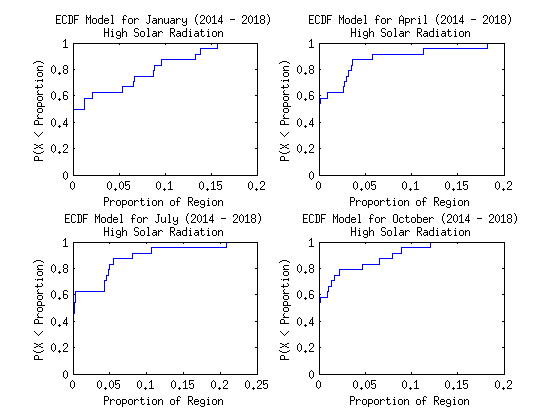 ECDF Model for January (2014 - 2018)
High Solar Radiation
P(X < Proportion)
1
0.8
0.6
0.4
0.2
0
0 0.05 0.1 0.15 0.2
Proportion of Region
ECDF Model for April (2014 - 2018)
High Solar Radiation
P(X < Proportion)
1
0.8
0.6
0.4
0.2
0
0 0.05 0.1 0.15 0.2
Proportion of Region
ECDF Model for July (2014 - 2018)
High Solar Radiation
P(X < Proportion)
1
0.8
0.6
0.4
0.2
0
0 0.05 0.1 0.15 0.2 0.25
Proportion of Region
ECDF Model for October (2014 - 2018)
High Solar Radiation
P(X < Proportion)
1
0.8
0.6
0.4
0.2
0
0 0.05 0.1 0.15 0.2
Proportion of Region